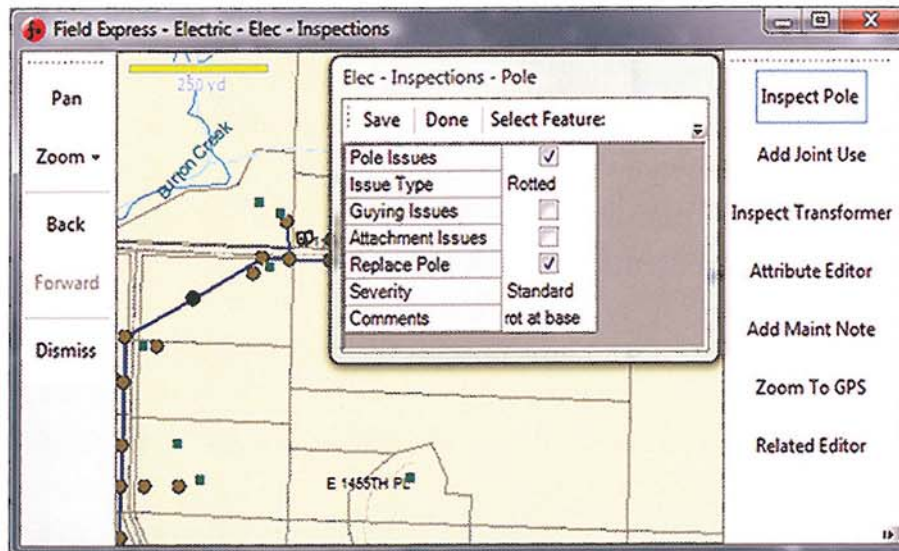 Field Express - Electric - Elec - Inspections
Pan
Zoom
Back
Forward
Dismiss
250 yd
Burton Creek
E 1455TH PL
Elec - Inspections - Pole
Save Done Select Feature:
Pole Issues
Issue Type Rotted
Guying Issues
Attachment Issues
Replace Pole
Severity Standard
Comments rot at base
Inspect Pole
Add Joint Use
Inspect Transformer
Attribute Editor
Add Maint Note
Zoom To GPS
Related Editor